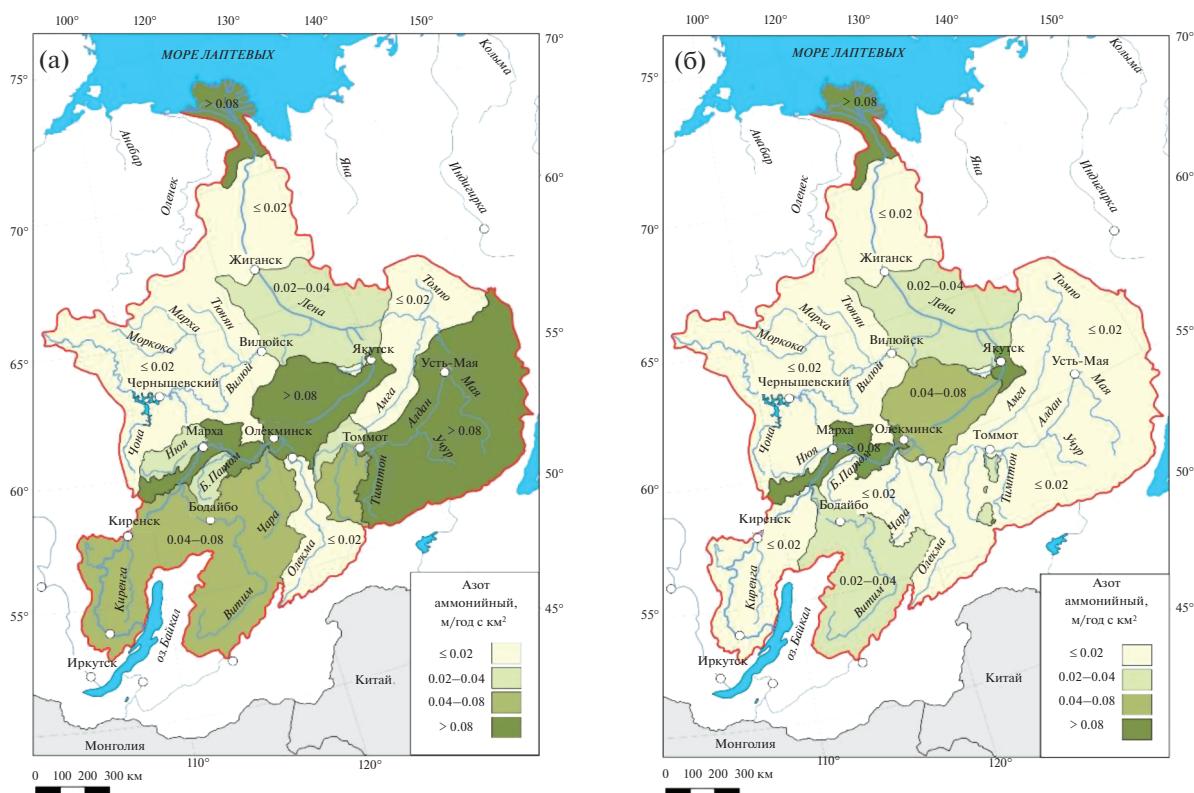 100° 120° 130° 140° 150°
(а)
МОРЕ ЛАПТЕВЫХ
Колыма
70°
75°
> 0.08
Анабар
Оленек
Яна
Индигирка
60°
≤ 0.02
70°
Жиганск
0.02–0.04
Лена
≤ 0.02
Томпо
Марха
Тюнян
Моркока
≤ 0.02
Вилюйск
Вилюй
Якутск
55°
65°
Усть-Мая
Чернышевский
Мая
Амга
Алдан
> 0.08
Чона
Марха
Олекминск
Томмот
> 0.08
Учур
Нюя
Б.Патом
Тимптон
50°
60°
Бодайбо
Чара
Киренск
0.04–0.08
≤ 0.02
Олекма
Киренга
Витим
55°
оз. Байкал
Иркутск
45°
Азот
аммонийный,
м/год с км²
≤ 0.02
0.02–0.04
0.04–0.08
> 0.08
Китай
Монголия
110° 120°
0 100 200 300 км
100° 120° 130° 140° 150°
(б)
МОРЕ ЛАПТЕВЫХ
Колыма
70°
75°
> 0.08
Анабар
Оленек
Яна
Индигирка
60°
≤ 0.02
70°
Жиганск
0.02–0.04
Лена
Томпо
≤ 0.02
Марха
Тюнян
Моркока
≤ 0.02
Вилюйск
Вилюй
Якутск
55°
65°
Усть-Мая
Чернышевский
0.04–0.08
Мая
Амга
Алдан
Чона
Марха
Олекминск
Томмот
Учур
Нюя
> 0.08
Б.Патом
Тимптон
50°
60°
≤ 0.02
≤ 0.02
Бодайбо
Чара
Киренск
≤ 0.02
Олекма
0.02–0.04
Киренга
Витим
55°
оз. Байкал
Иркутск
45°
Азот
аммонийный,
м/год с км²
≤ 0.02
0.02–0.04
0.04–0.08
> 0.08
Китай
Монголия
110° 120°
0 100 200 300 км